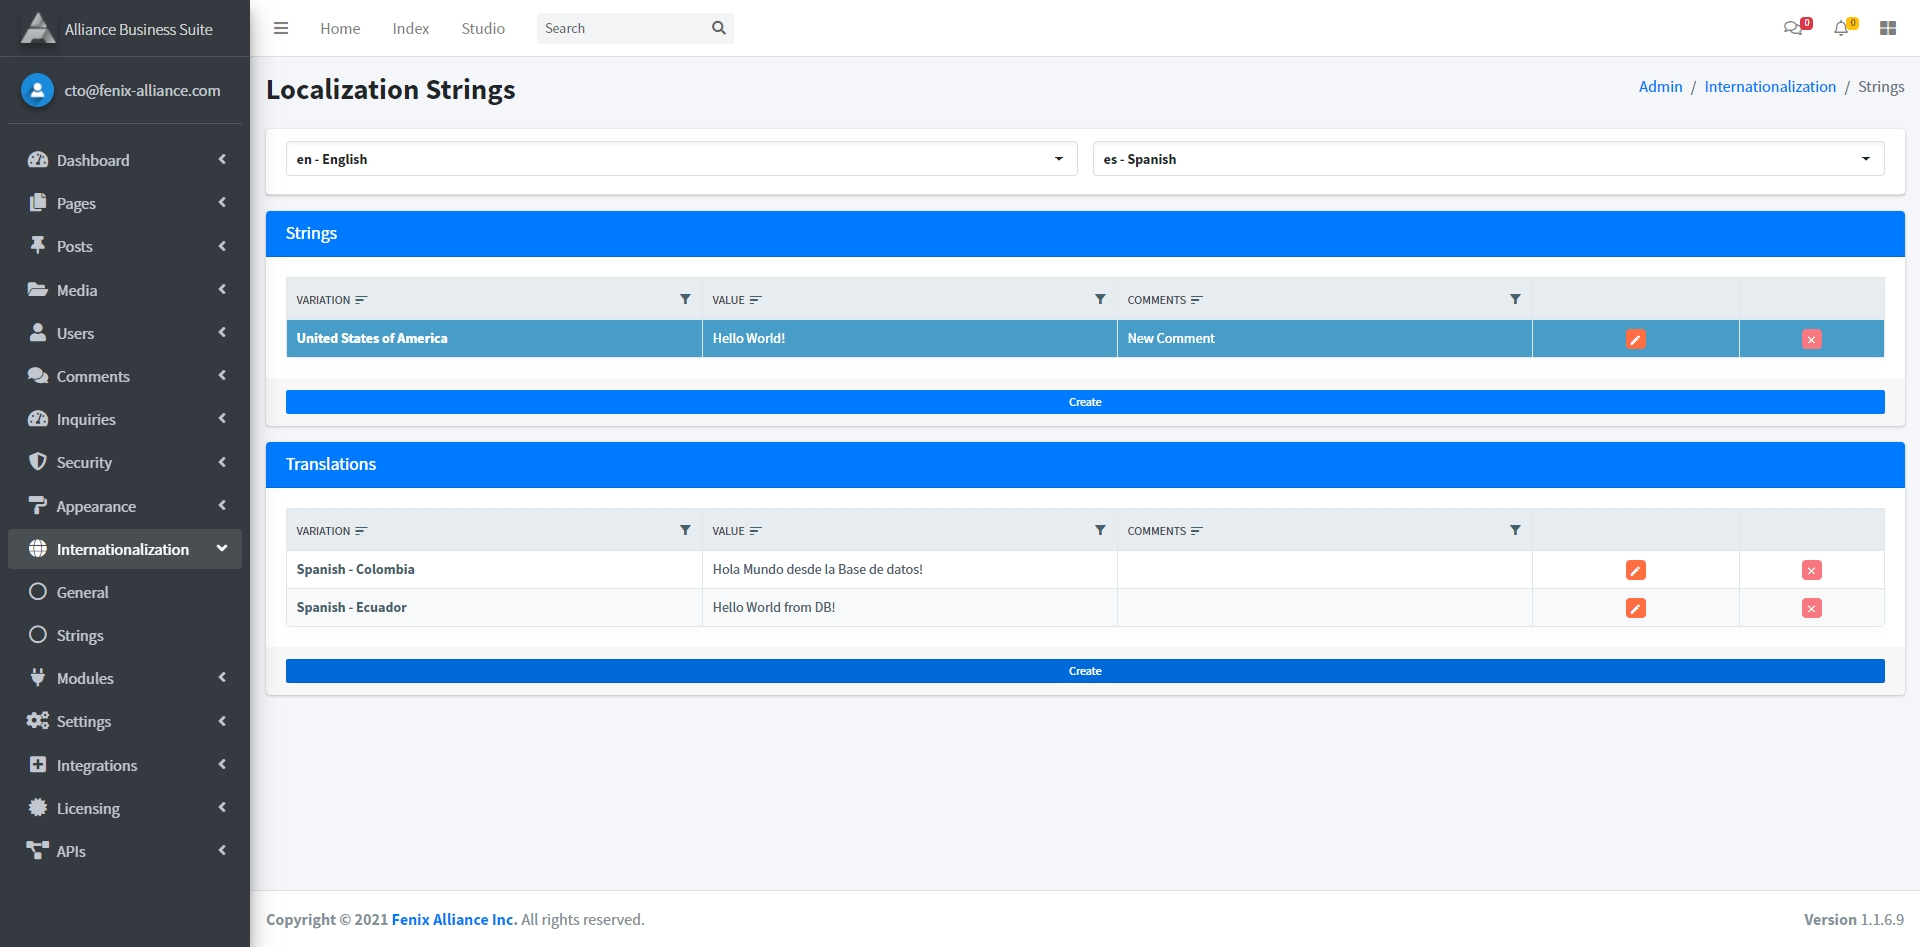 Alliance Business Suite
Home Index Studio Search 0 0
cto@fenix-alliance.com
Dashboard
Pages
Posts
Media
Users
Comments
Inquiries
Security
Appearance
Internationalization
General
Strings
Modules
Settings
Integrations
Licensing
APIs
Localization Strings
Admin / Internationalization / Strings
en - English es - Spanish
Strings
VARIATION VALUE COMMENTS
United States of America Hello World! New Comment
Create
Translations
VARIATION VALUE COMMENTS
Spanish - Colombia Hola Mundo desde la Base de datos!
Spanish - Ecuador Hello World from DB!
Create
Copyright © 2021 Fenix Alliance Inc. All rights reserved. Version 1.1.6.9